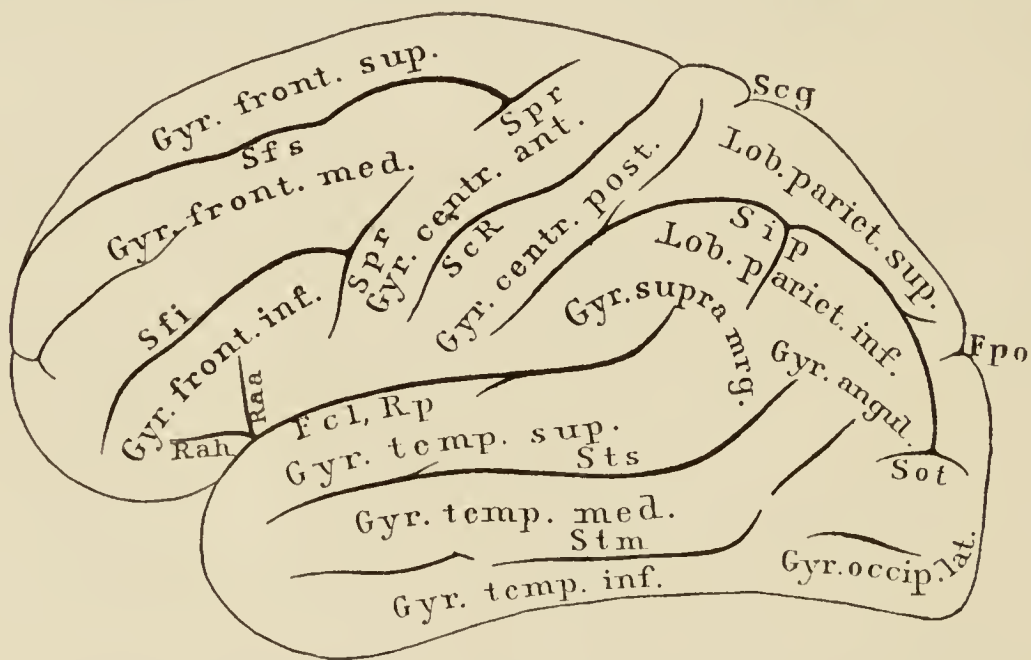 Gyr. front. sup.
Sfs
Gyr. front. med.
Spr
Scg
Lob. pariet. sup.
Gyr. centr. ant.
Spr
ScR
Gyr. centr. post.
Sip
Lob. pariet. inf.
Sfi
Gyr. front. inf.
Gyr. supra mrg.
Fpo
Gyr. angul.
Raa
Rah
Fcl, Rp
Gyr. temp. sup.
Sts
Sot
Gyr. temp. med.
Stm
Gyr. occip. lat.
Gyr. temp. inf.